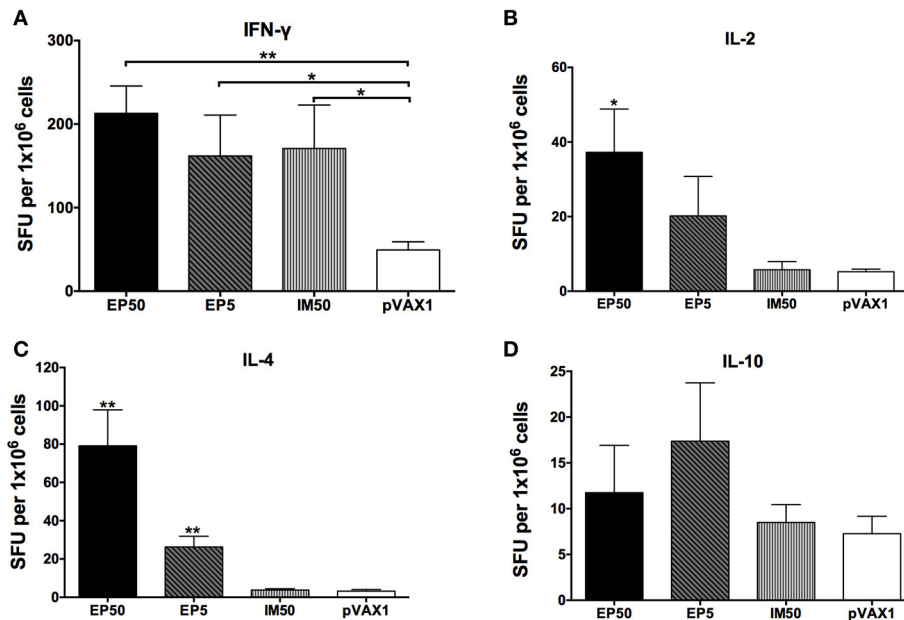 A
IFN-γ
SFU per 1x10⁶ cells
300
200
100
0
**
*
*
EP50 EP5 IM50 pVAX1
B
IL-2
SFU per 1x10⁶ cells
60
40
20
0
*
EP50 EP5 IM50 pVAX1
C
IL-4
SFU per 1x10⁶ cells
120
100
80
60
40
20
0
**
**
EP50 EP5 IM50 pVAX1
D
IL-10
SFU per 1x10⁶ cells
25
20
15
10
5
0
EP50 EP5 IM50 pVAX1